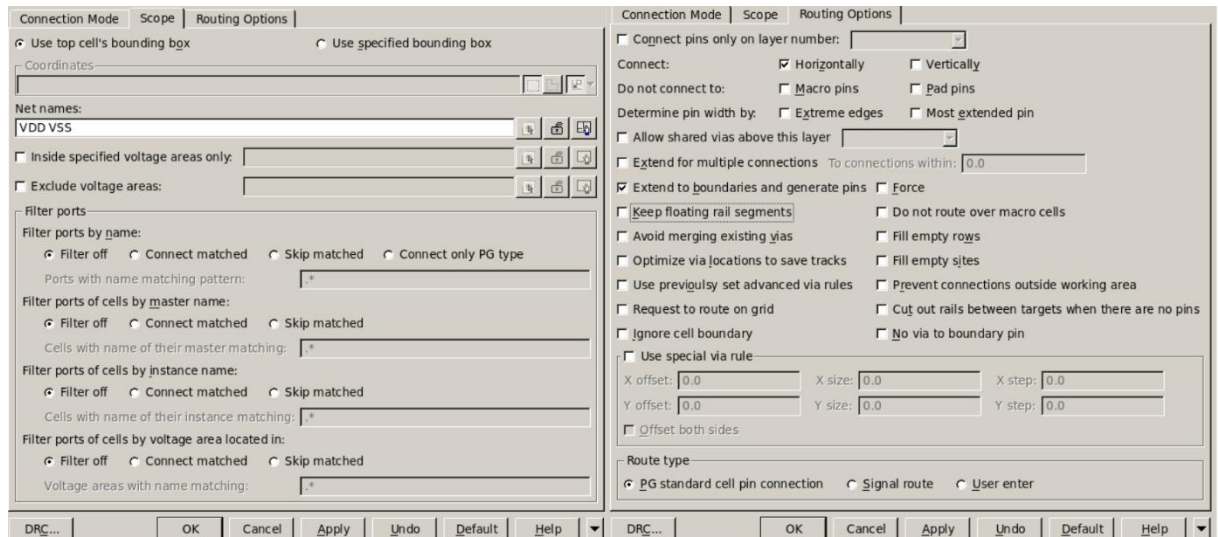 Connection Mode Scope Routing Options
Use top cell's bounding box Use specified bounding box
Coordinates
Net names:
VDD VSS
Inside specified voltage areas only:
Exclude voltage areas:
Filter ports
Filter ports by name:
Filter off Connect matched Skip matched Connect only PG type
Ports with name matching pattern: .*
Filter ports of cells by master name:
Filter off Connect matched Skip matched
Cells with name of their master matching: .*
Filter ports of cells by instance name:
Filter off Connect matched Skip matched
Cells with name of their instance matching: .*
Filter ports of cells by voltage area located in:
Filter off Connect matched Skip matched
Voltage areas with name matching: .*
DRC... OK Cancel Apply Undo Default Help
Connection Mode Scope Routing Options
Connect pins only on layer number:
Connect: Horizontally Vertically
Do not connect to: Macro pins Pad pins
Determine pin width by: Extreme edges Most extended pin
Allow shared vias above this layer
Extend for multiple connections To connections within: 0.0
Extend to boundaries and generate pins Force
Keep floating rail segments Do not route over macro cells
Avoid merging existing vias Fill empty rows
Optimize via locations to save tracks Fill empty sites
Use previoulsy set advanced via rules Prevent connections outside working area
Request to route on grid Cut out rails between targets when there are no pins
Ignore cell boundary No via to boundary pin
Use special via rule
X offset: 0.0 X size: 0.0 X step: 0.0
Y offset: 0.0 Y size: 0.0 Y step: 0.0
Offset both sides
Route type
PG standard cell pin connection Signal route User enter
DRC... OK Cancel Apply Undo Default Help